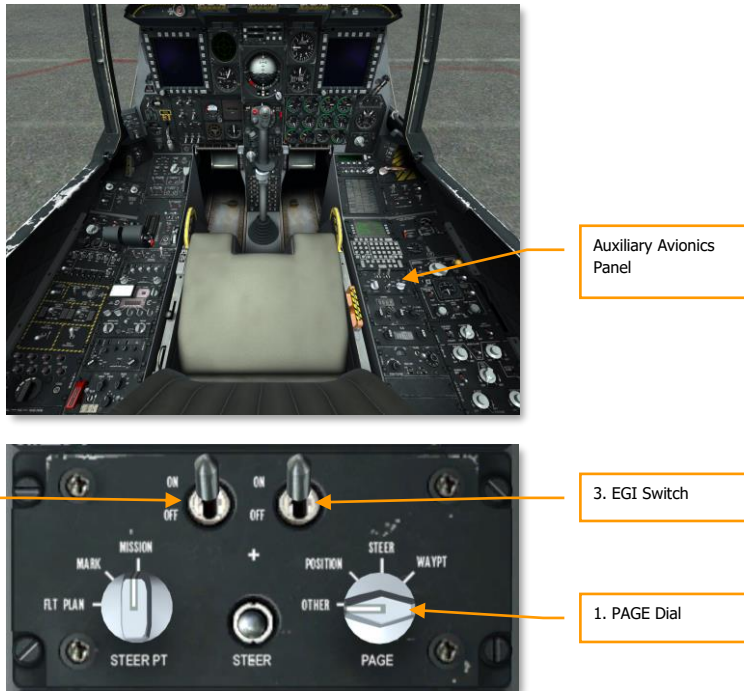 Auxiliary Avionics
Panel
ON
ON
3. EGI Switch
OFF
OFF
MISSION
STEER
MARK
POSITION
WAYPT
+
FLT PLAN
OTHER
1. PAGE Dial
STEER PT
STEER
PAGE